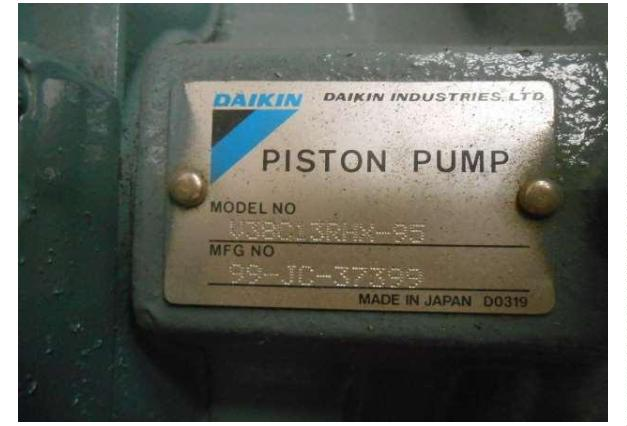 DAIKIN DAIKIN INDUSTRIES, LTD
PISTON PUMP
MODEL NO
V38C13RHX-95
MFG NO
99-JC-37399
MADE IN JAPAN D0319